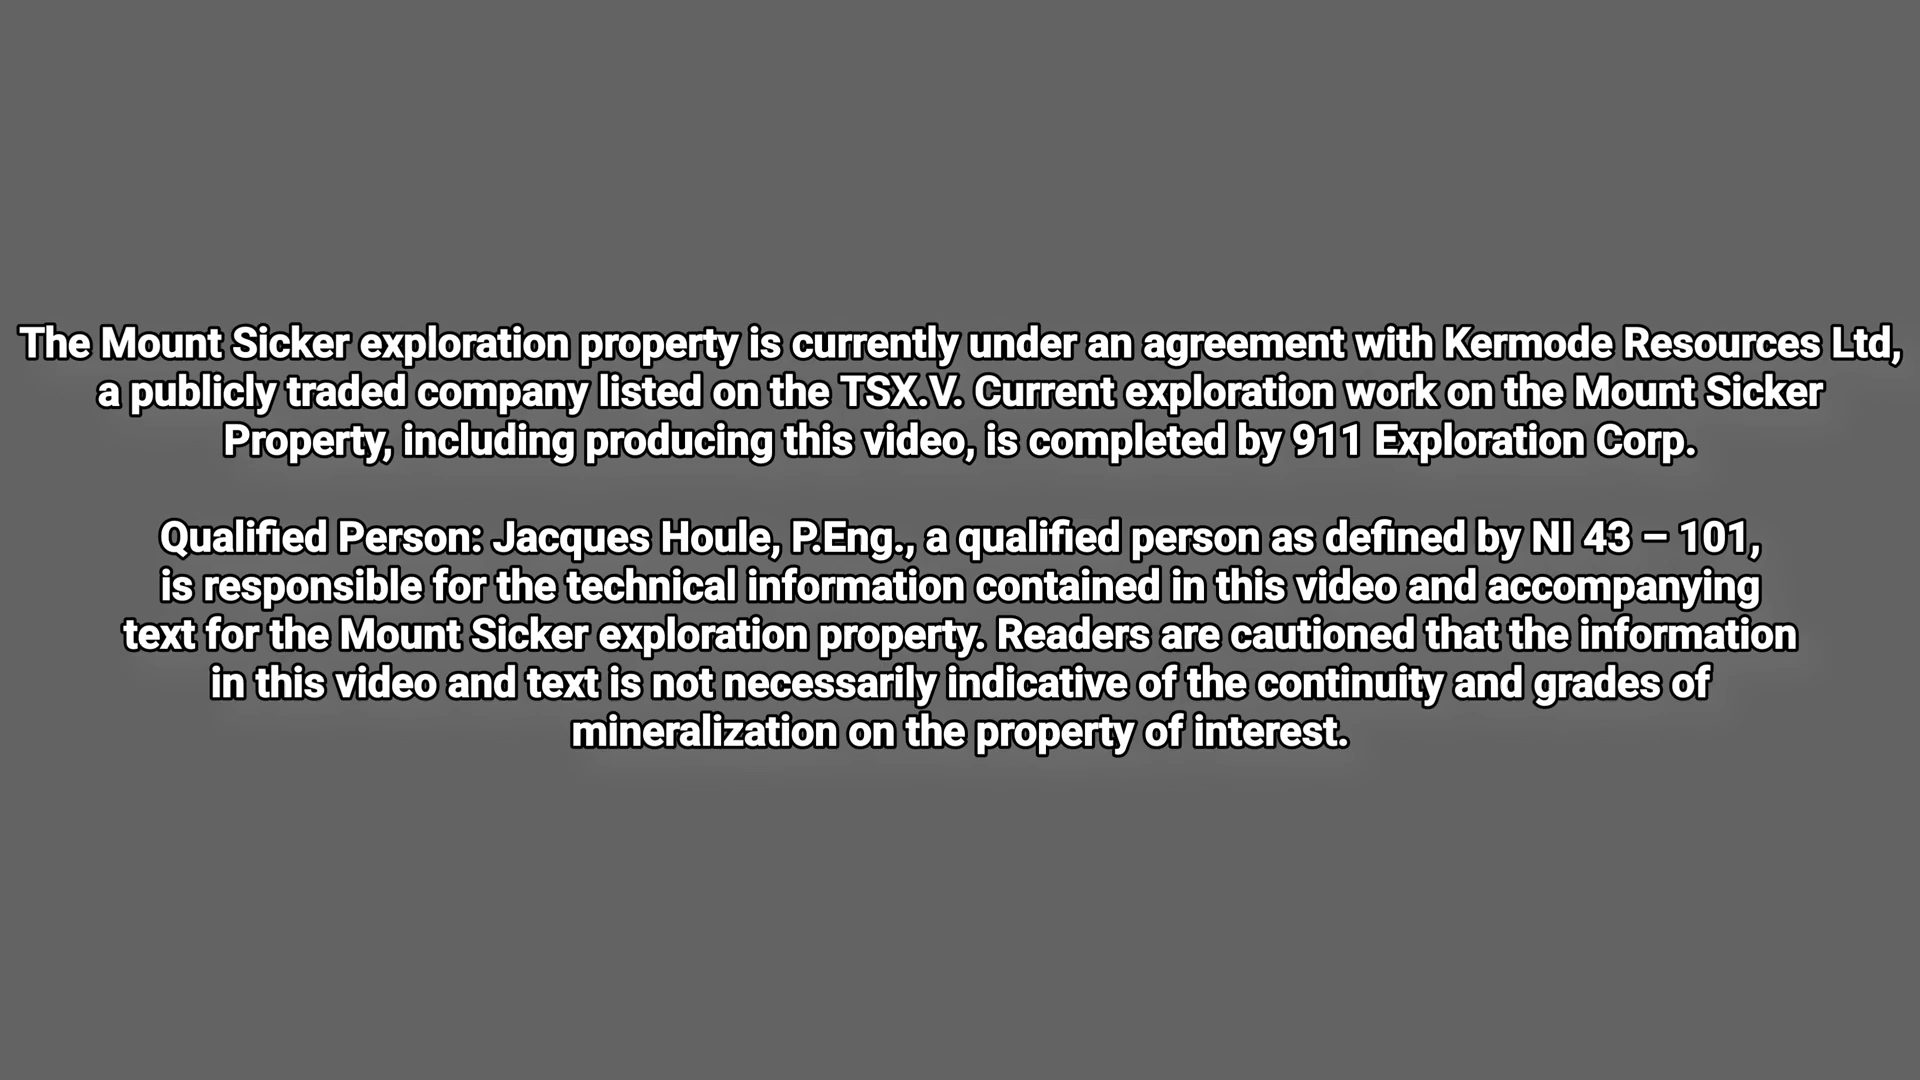 The Mount Sicker exploration property is currently under an agreement with Kermode Resources Ltd,
a publicly traded company listed on the TSX.V. Current exploration work on the Mount Sicker
Property, including producing this video, is completed by 911 Exploration Corp.
Qualified Person: Jacques Houle, P.Eng., a qualified person as defined by NI 43 – 101,
is responsible for the technical information contained in this video and accompanying
text for the Mount Sicker exploration property. Readers are cautioned that the information
in this video and text is not necessarily indicative of the continuity and grades of
mineralization on the property of interest.